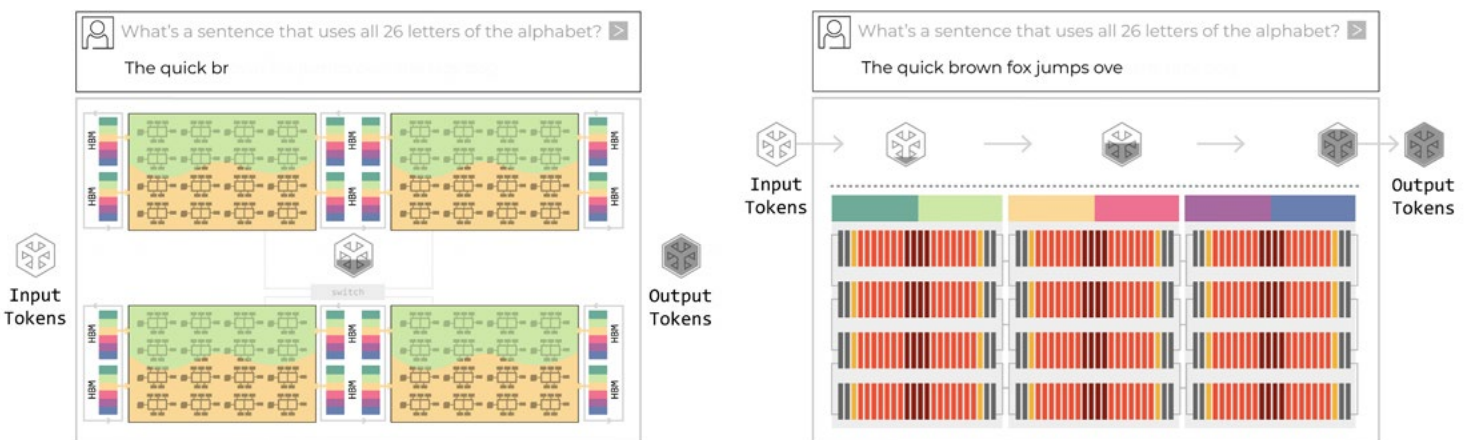 What's a sentence that uses all 26 letters of the alphabet?
The quick br
HBM
HBM
HBM
HBM
HBM
HBM
Input
Tokens
switch
Output
Tokens
HBM
HBM
HBM
HBM
HBM
HBM
What's a sentence that uses all 26 letters of the alphabet?
The quick brown fox jumps ove
Input
Tokens
Output
Tokens